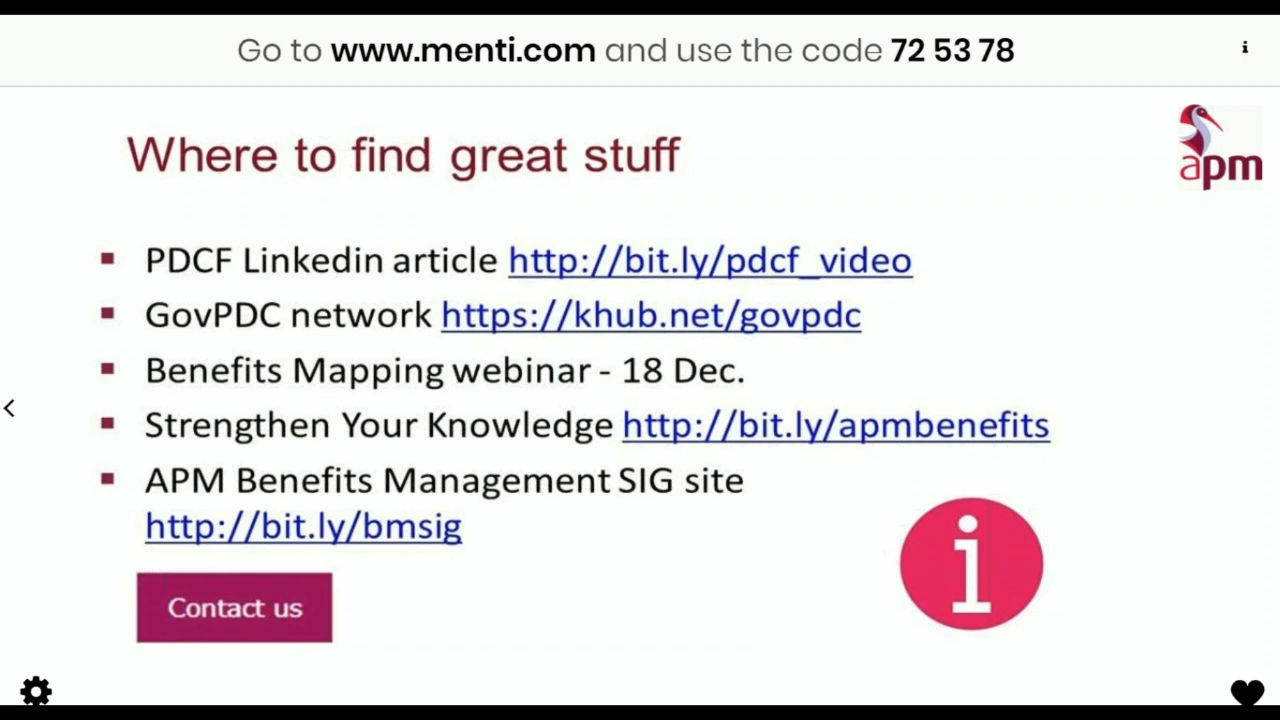 Go to www.menti.com and use the code 72 53 78
i
Where to find great stuff
apm
▪ PDCF Linkedin article http://bit.ly/pdcf_video
▪ GovPDC network https://khub.net/govpdc
▪ Benefits Mapping webinar - 18 Dec.
▪ Strengthen Your Knowledge http://bit.ly/apmbenefits
▪ APM Benefits Management SIG site
http://bit.ly/bmsig
i
Contact us